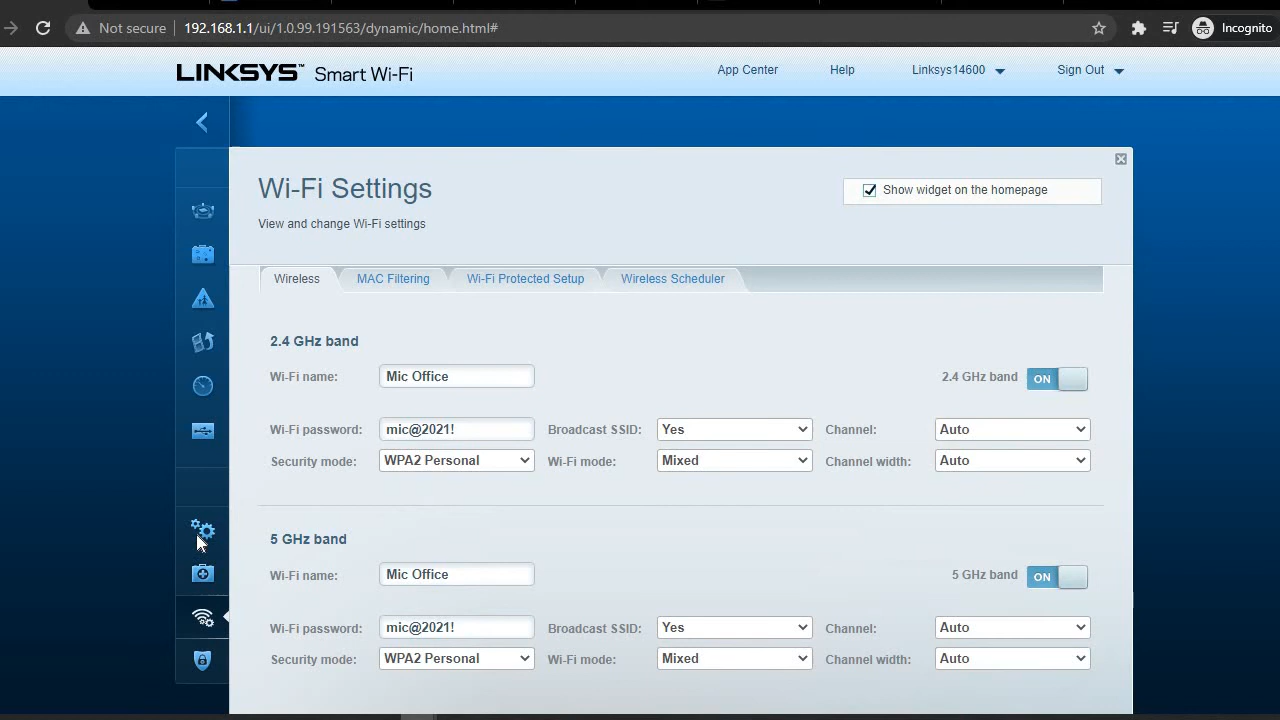 Not secure 192.168.1.1/ui/1.0.99.191563/dynamic/home.html# Incognito
LINKSYS™ Smart Wi-Fi App Center Help Linksys14600 Sign Out
Wi-Fi Settings
Show widget on the homepage
View and change Wi-Fi settings
Wireless MAC Filtering Wi-Fi Protected Setup Wireless Scheduler
2.4 GHz band
Wi-Fi name: Mic Office 2.4 GHz band ON
Wi-Fi password: mic@2021! Broadcast SSID: Yes Channel: Auto
Security mode: WPA2 Personal Wi-Fi mode: Mixed Channel width: Auto
5 GHz band
Wi-Fi name: Mic Office 5 GHz band ON
Wi-Fi password: mic@2021! Broadcast SSID: Yes Channel: Auto
Security mode: WPA2 Personal Wi-Fi mode: Mixed Channel width: Auto